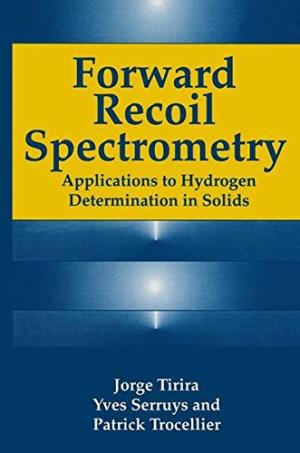 Forward
Recoil
Spectrometry
Applications to Hydrogen
Determination in Solids
Jorge Tirira
Yves Serruys and
Patrick Trocellier